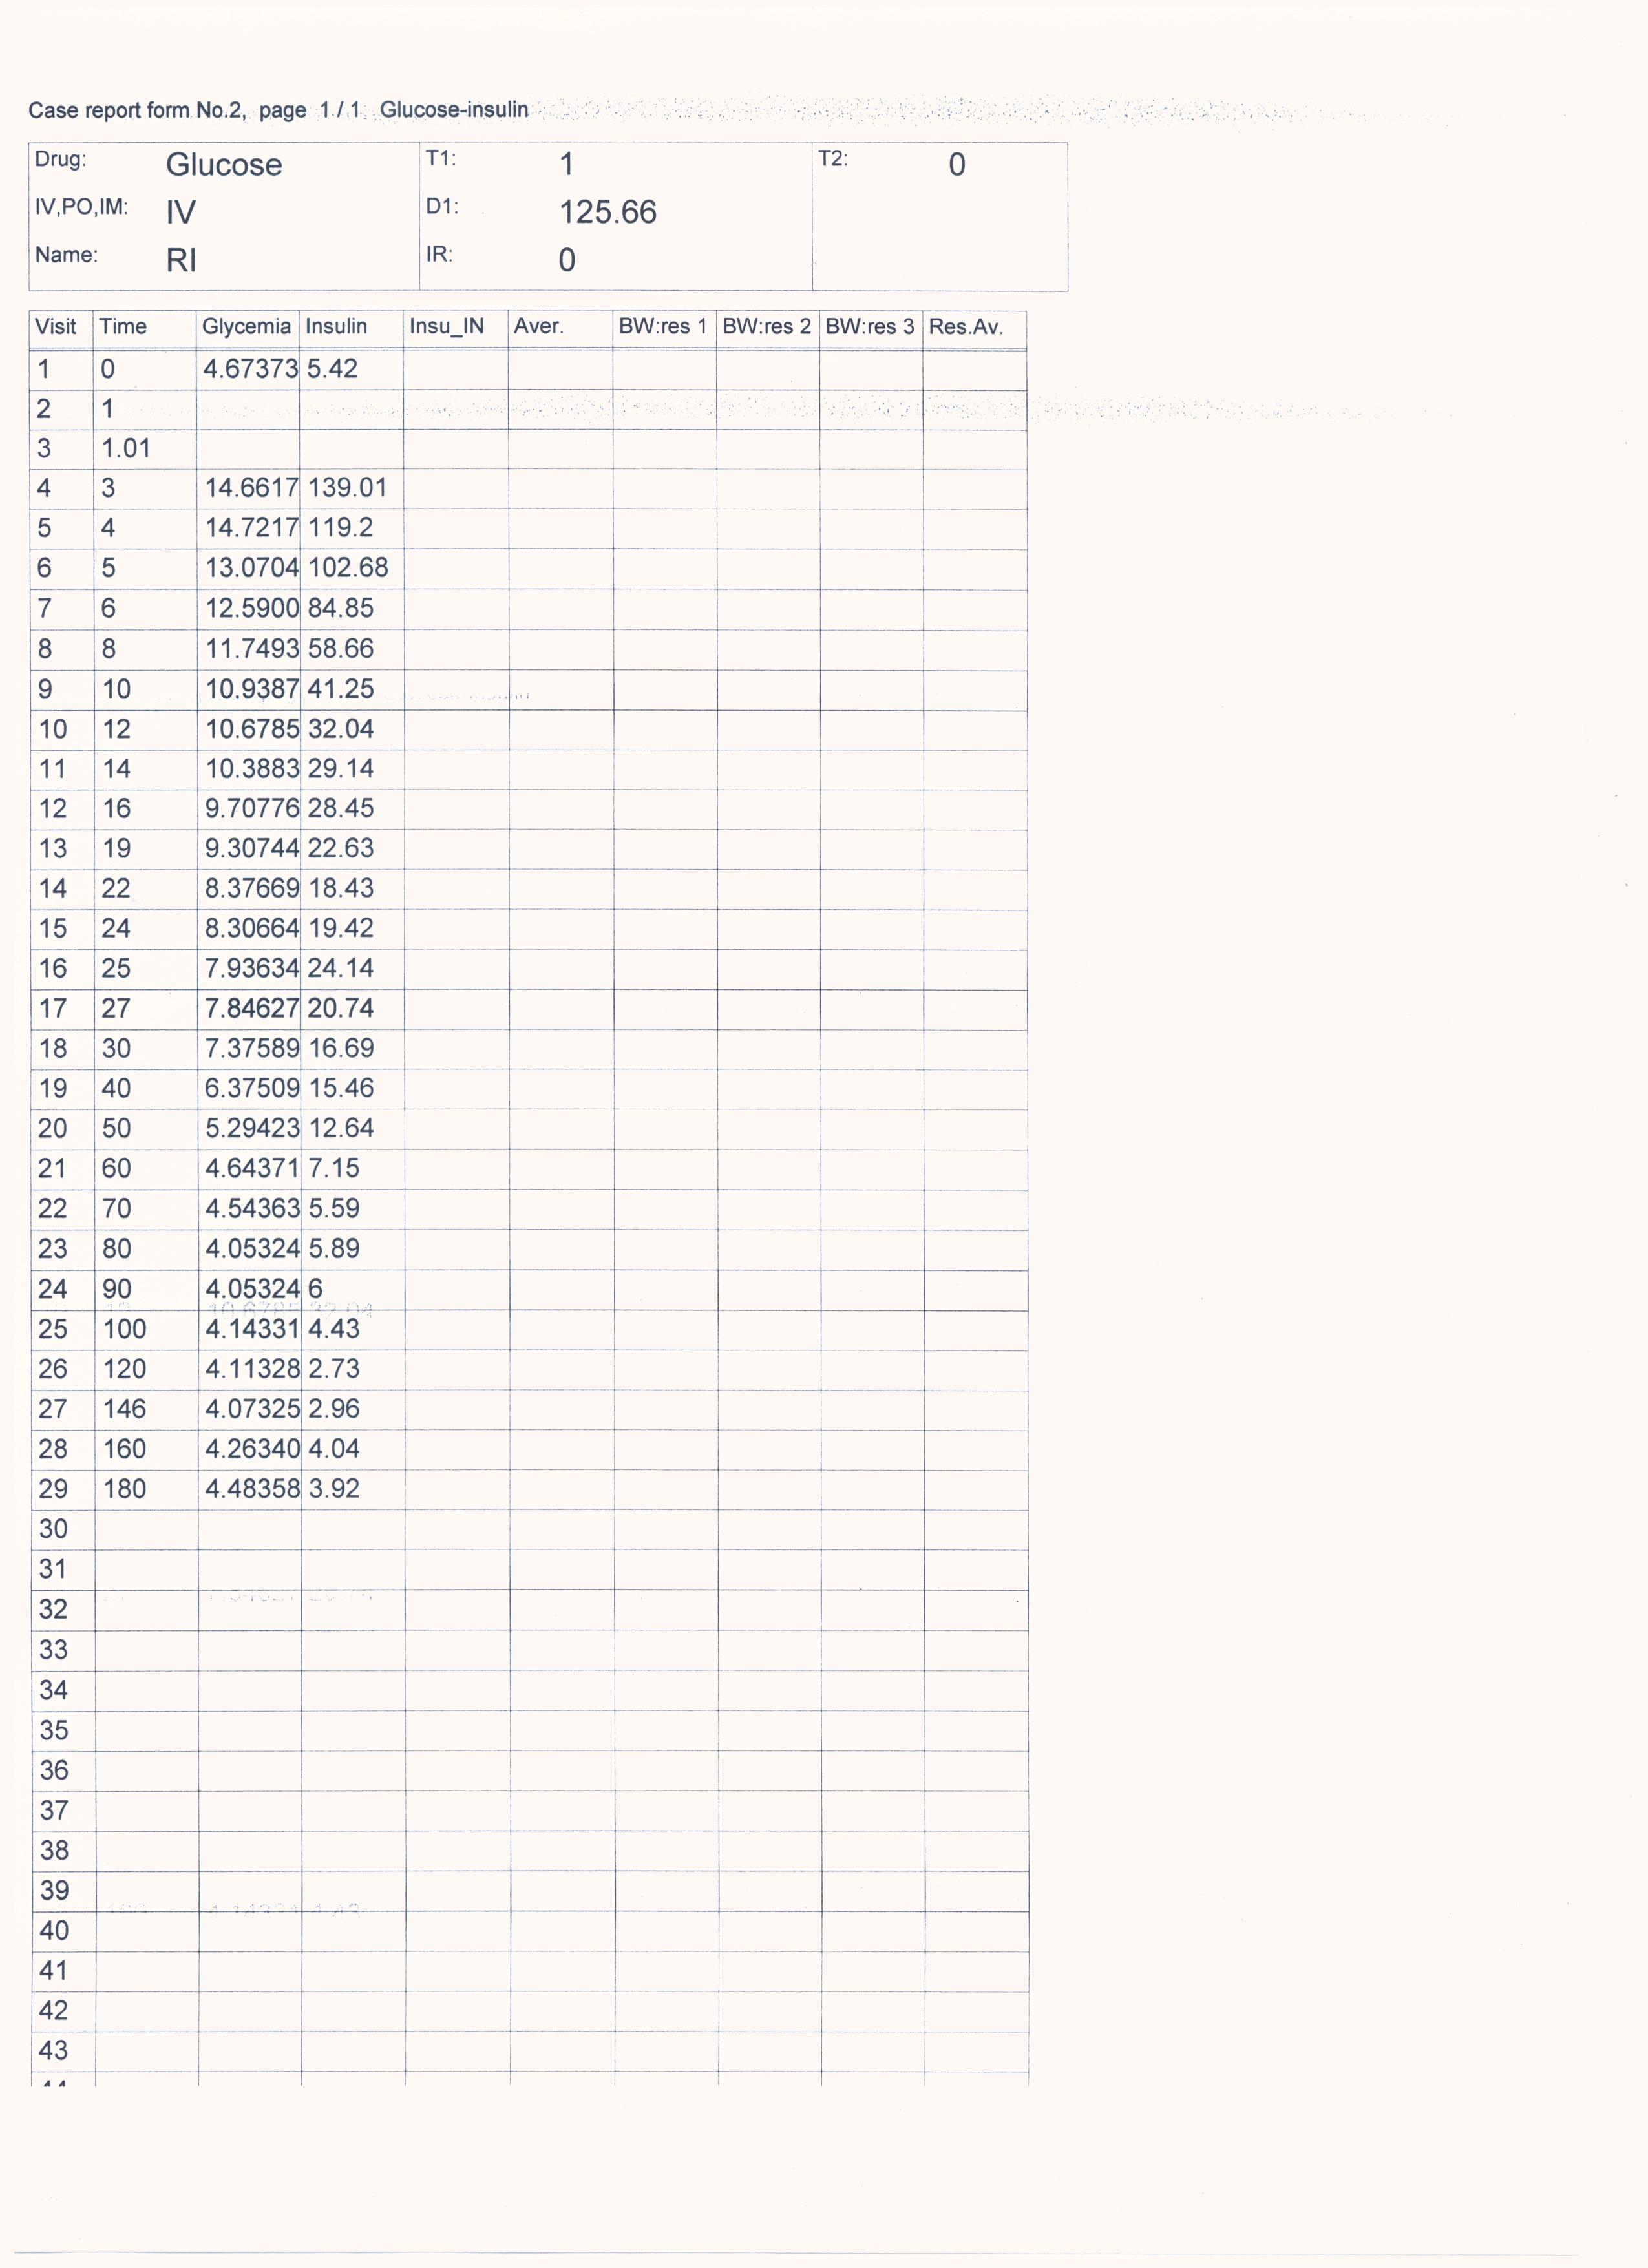 Case report form No.2, page 1 / 1 Glucose-insulin
Drug: Glucose T1: 1 T2: 0
IV,PO,IM: IV D1: 125.66
Name: RI IR: 0
Visit Time Glycemia Insulin Insu_IN Aver. BW:res 1 BW:res 2 BW:res 3 Res.Av.
1 0 4.67373 5.42
2 1
3 1.01
4 3 14.6617 139.01
5 4 14.7217 119.2
6 5 13.0704 102.68
7 6 12.5900 84.85
8 8 11.7493 58.66
9 10 10.9387 41.25
10 12 10.6785 32.04
11 14 10.3883 29.14
12 16 9.70776 28.45
13 19 9.30744 22.63
14 22 8.37669 18.43
15 24 8.30664 19.42
16 25 7.93634 24.14
17 27 7.84627 20.74
18 30 7.37589 16.69
19 40 6.37509 15.46
20 50 5.29423 12.64
21 60 4.64371 7.15
22 70 4.54363 5.59
23 80 4.05324 5.89
24 90 4.05324 6
25 100 4.14331 4.43
26 120 4.11328 2.73
27 146 4.07325 2.96
28 160 4.26340 4.04
29 180 4.48358 3.92
30
31
32
33
34
35
36
37
38
39
40
41
42
43